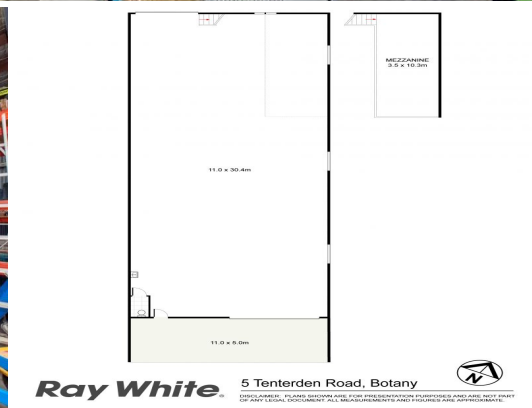 MEZZANINE
3.5 x 10.3m
11.0 x 30.4m
11.0 x 5.0m
N
Ray White.
5 Tenterden Road, Botany
DISCLAIMER: PLANS SHOWN ARE FOR PRESENTATION PURPOSES AND ARE NOT PART
OF ANY LEGAL DOCUMENT. ALL MEASUREMENTS AND FIGURES ARE APPROXIMATE.